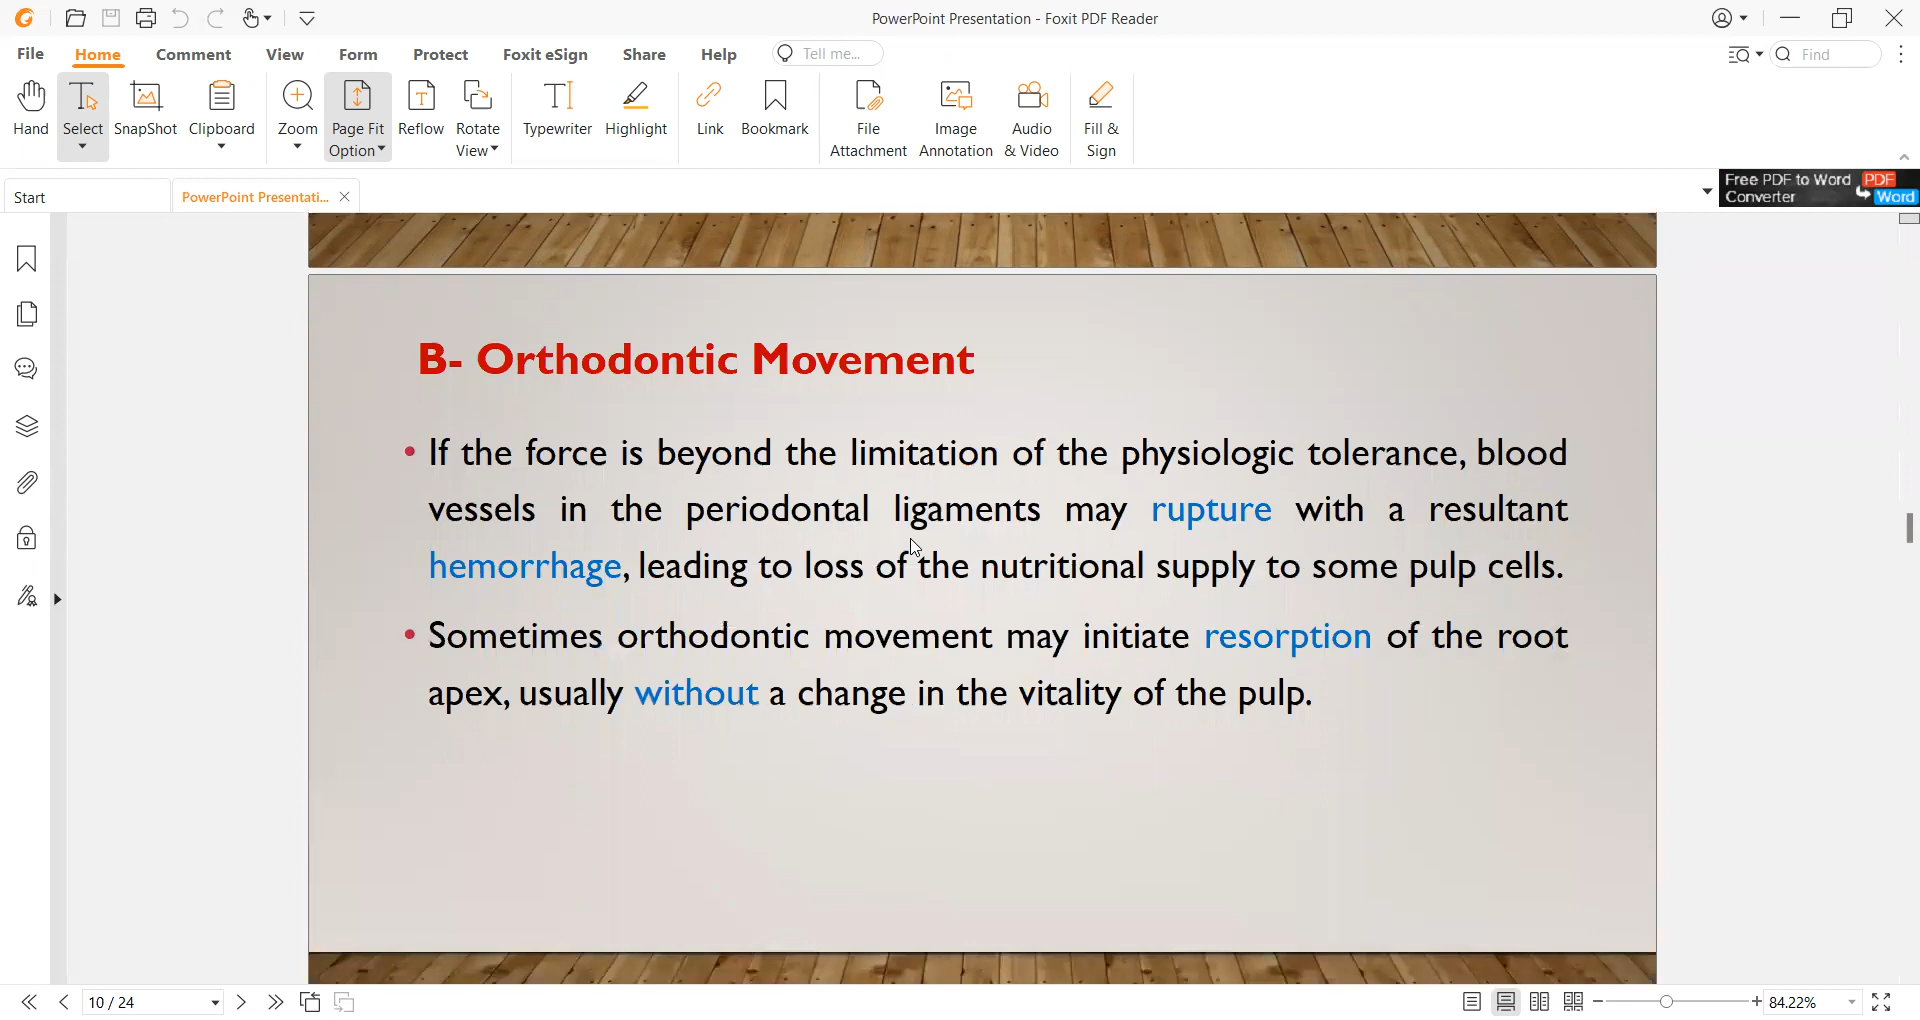 PowerPoint Presentation - Foxit PDF Reader
File Home Comment View Form Protect Foxit eSign Share Help Tell me... Find
Hand Select SnapShot Clipboard Zoom Page Fit Option Reflow Rotate View Typewriter Highlight Link Bookmark File Attachment Image Annotation Audio & Video Fill & Sign
Start PowerPoint Presentati... Free PDF to Word PDF
Converter Word
B- Orthodontic Movement
• If the force is beyond the limitation of the physiologic tolerance, blood
vessels in the periodontal ligaments may rupture with a resultant
hemorrhage, leading to loss of the nutritional supply to some pulp cells.
• Sometimes orthodontic movement may initiate resorption of the root
apex, usually without a change in the vitality of the pulp.
10 / 24 84.22%